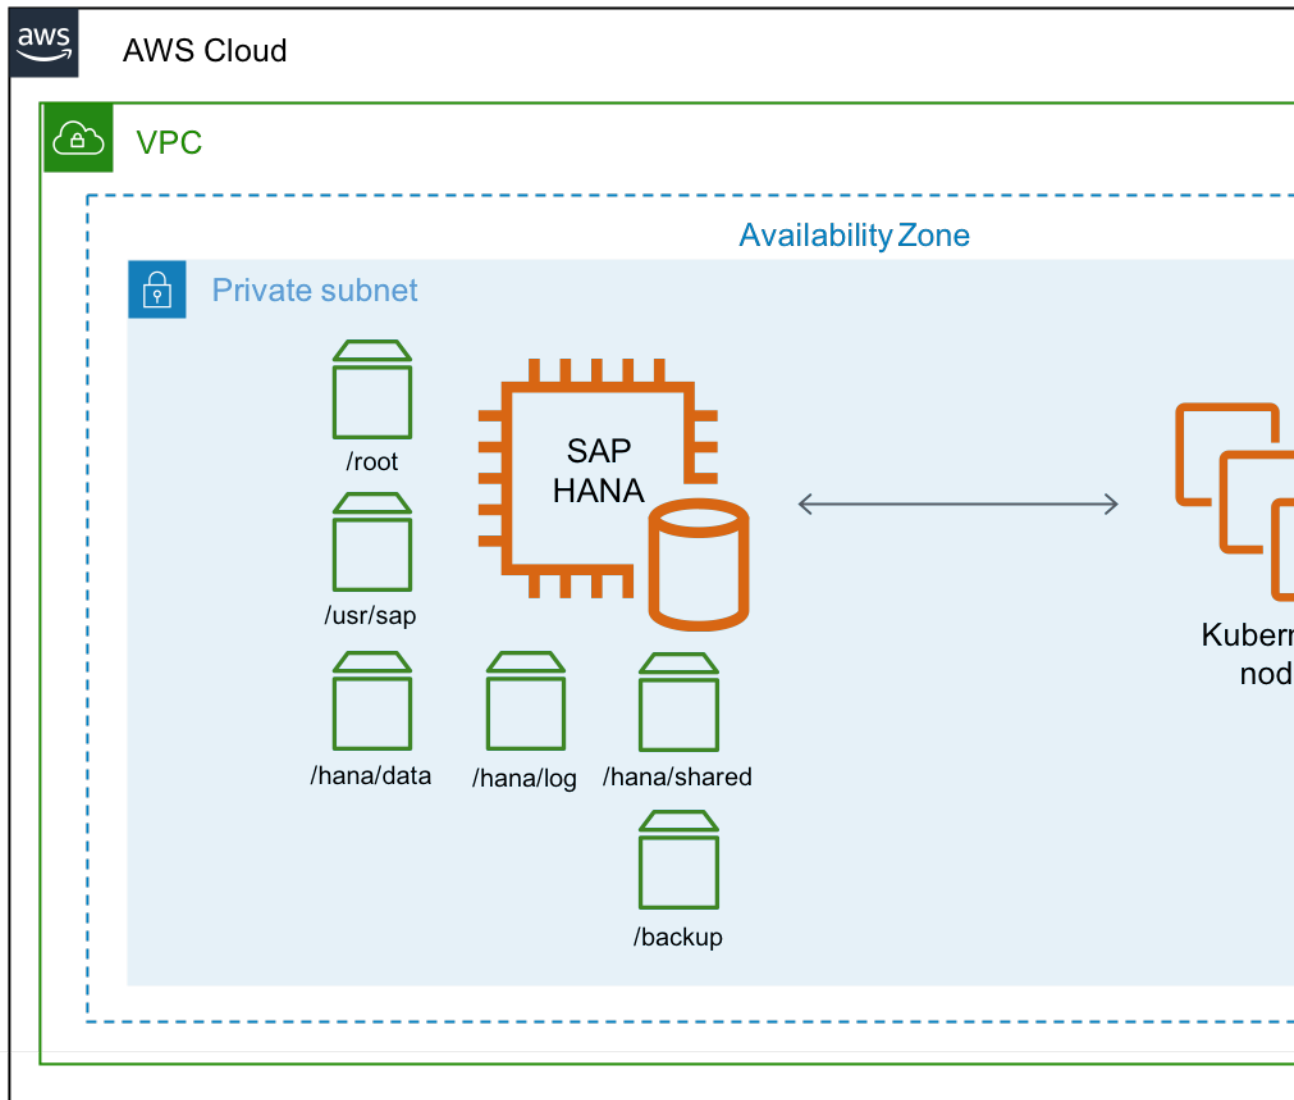 aws
AWS Cloud
VPC
Availability Zone
Private subnet
/root
SAP
HANA
/usr/sap
/hana/data
/hana/log
/hana/shared
/backup